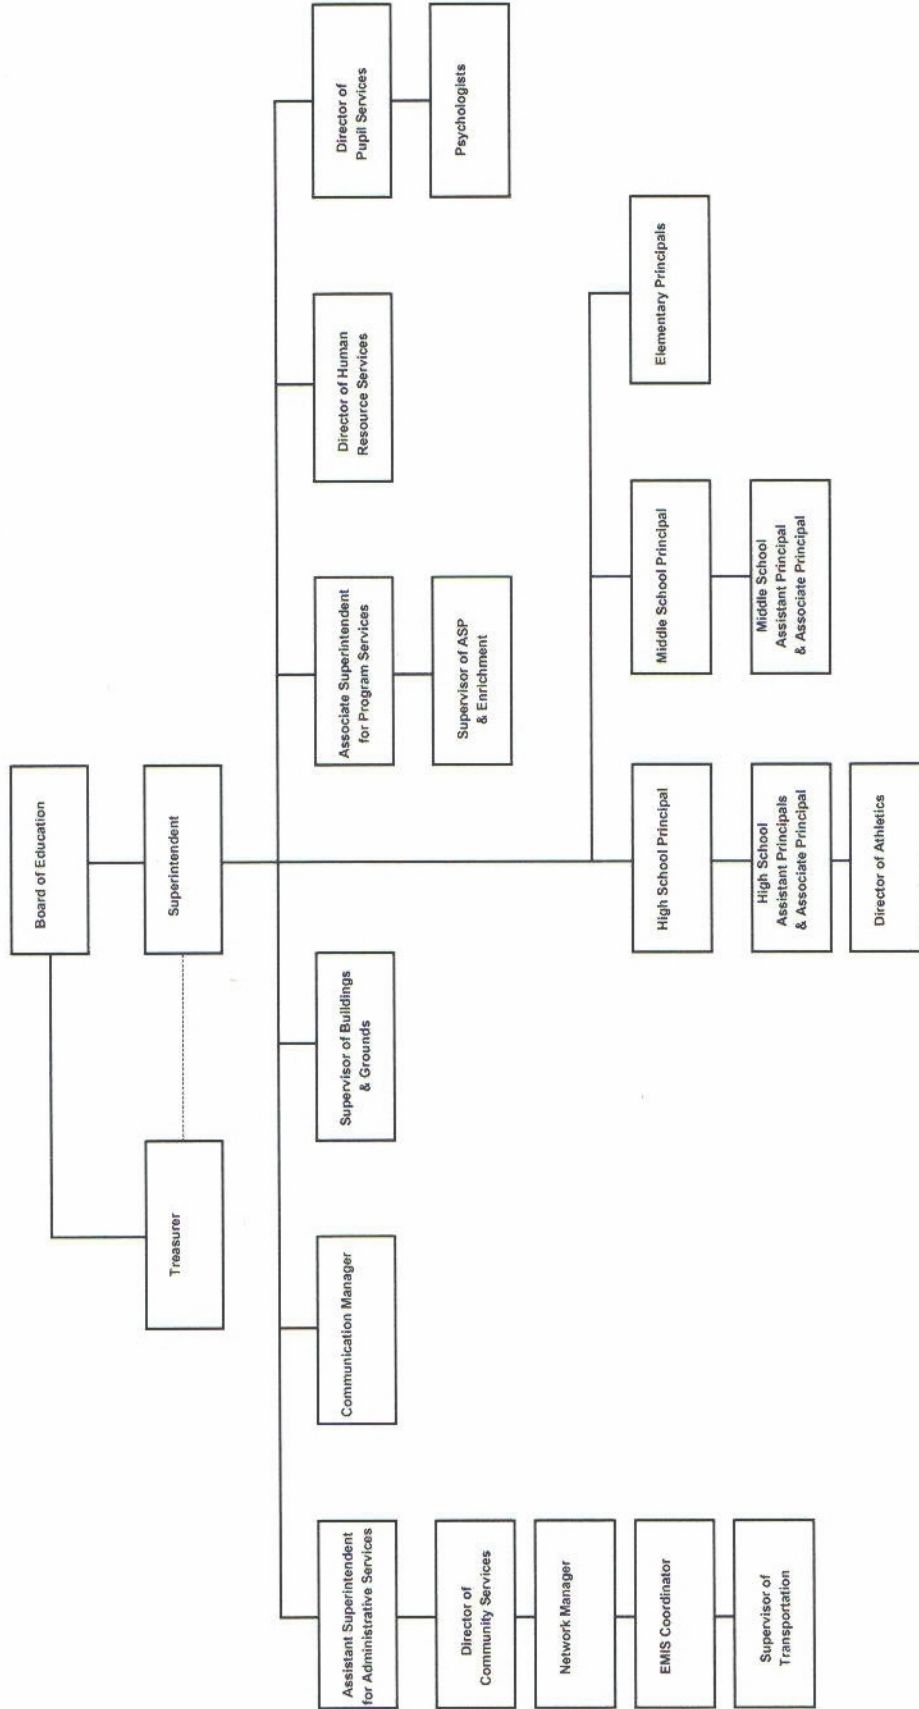 Board of Education
Treasurer
Superintendent
Assistant Superintendent
for Administrative Services
Communication Manager
Supervisor of Buildings
& Grounds
Associate Superintendent
for Program Services
Director of Human
Resource Services
Director of
Pupil Services
Director of
Community Services
Supervisor of ASP
& Enrichment
Psychologists
Network Manager
EMIS Coordinator
Supervisor of
Transportation
High School Principal
Middle School Principal
Elementary Principals
High School
Assistant Principals
& Associate Principal
Middle School
Assistant Principal
& Associate Principal
Director of Athletics